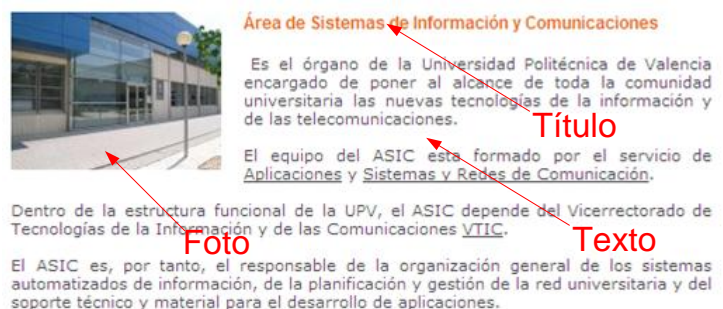 Área de Sistemas de Información y Comunicaciones
Es el órgano de la Universidad Politécnica de Valencia
encargado de poner al alcance de toda la comunidad
universitaria las nuevas tecnologías de la información y
de las telecomunicaciones.
Título
El equipo del ASIC esta formado por el servicio de
Aplicaciones y Sistemas y Redes de Comunicación.
Dentro de la estructura funcional de la UPV, el ASIC depende del Vicerrectorado de
Tecnologías de la Información y de las Comunicaciones VTIC.
Foto
Texto
El ASIC es, por tanto, el responsable de la organización general de los sistemas
automatizados de información, de la planificación y gestión de la red universitaria y del
soporte técnico y material para el desarrollo de aplicaciones.